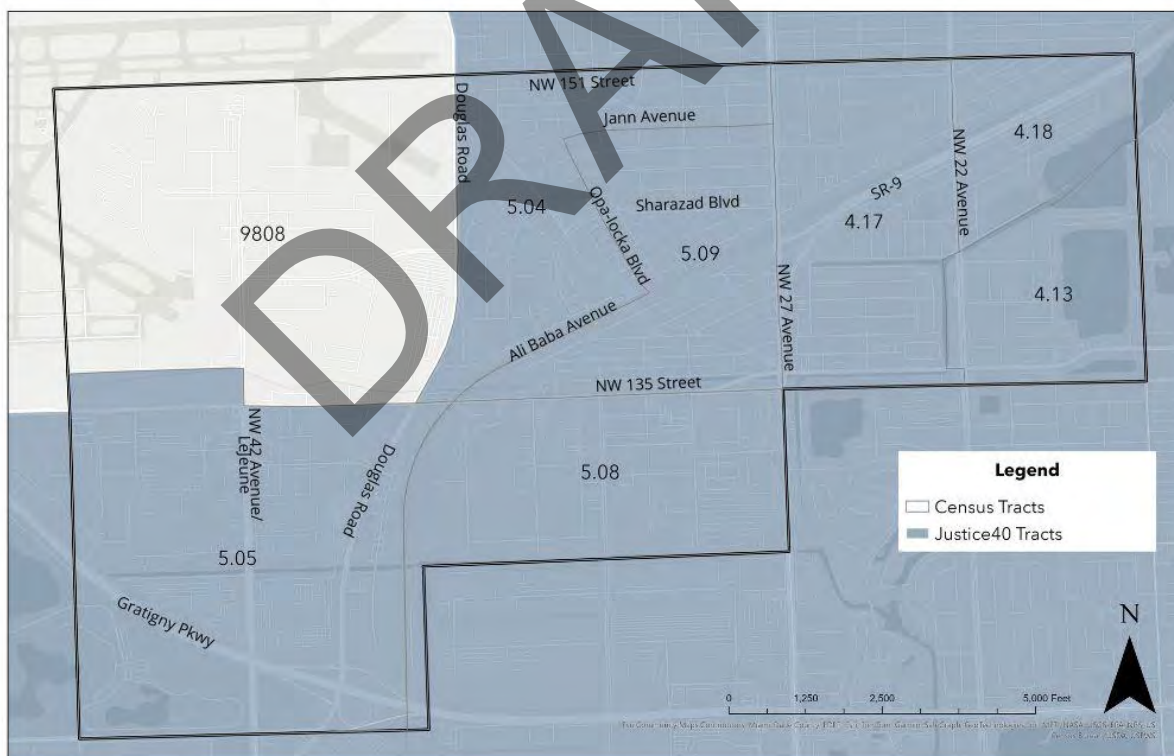 DRA
NW 151 Street
Jann Avenue
Douglas Road
4.18
NW 22 Avenue
SR-9
5.04
Opa-locka Blvd
Sharazad Blvd
4.17
9808
5.09
NW 27 Avenue
4.13
Ali Baba Avenue
NW 135 Street
NW 42 Avenue/
LeJeune
Douglas Road
5.08
5.05
Gratigny Pkwy
Legend
Census Tracts
Justice40 Tracts
N
0 1,250 2,500 5,000 Feet